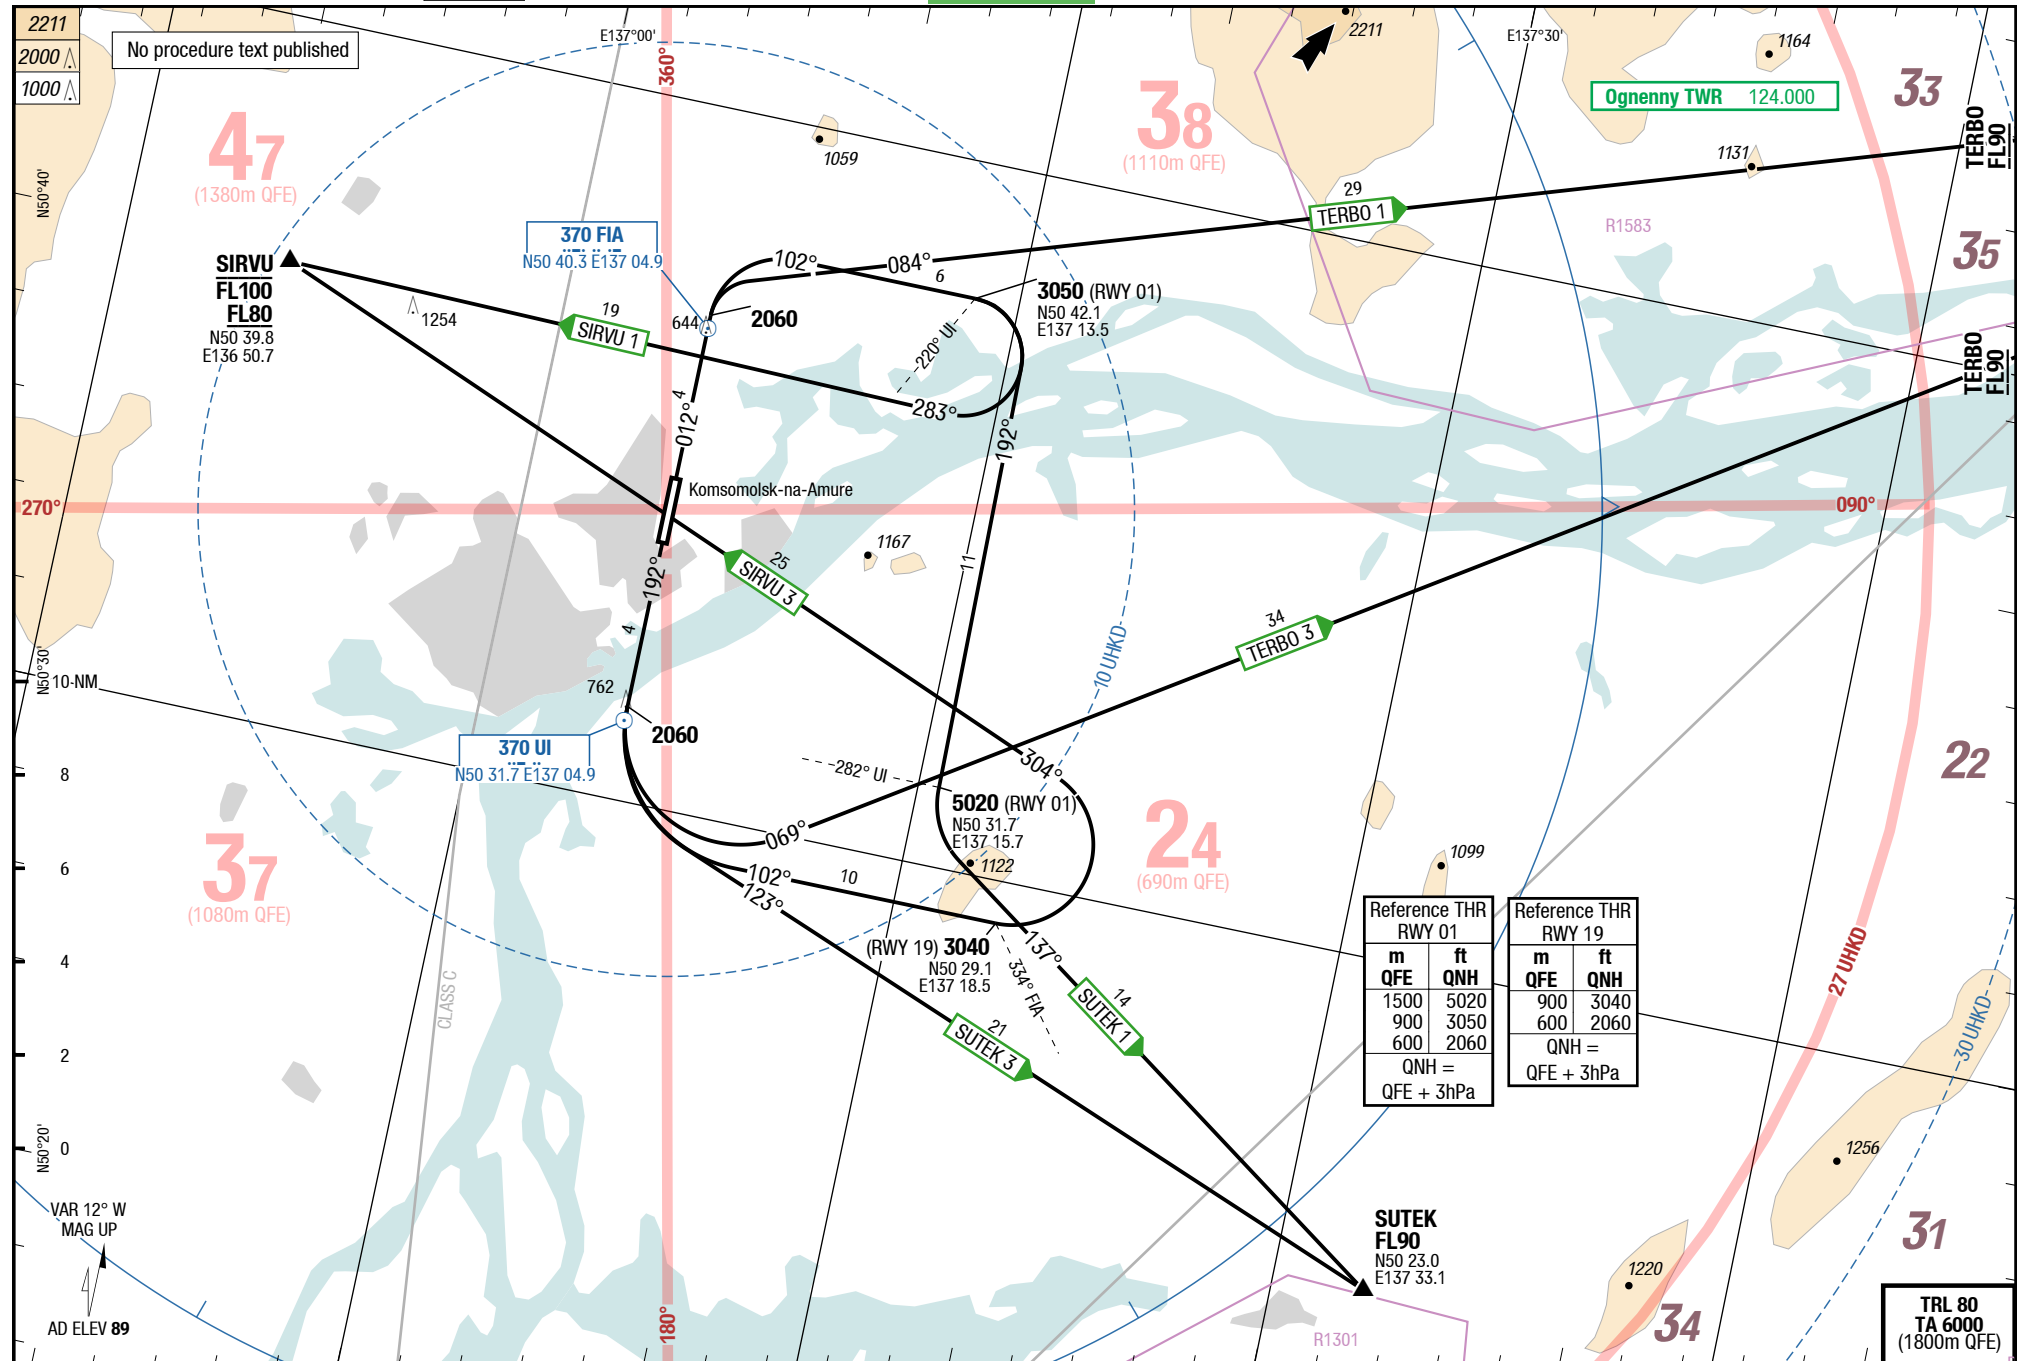 2211
2000
1000
No procedure text published
E137°00'
360°
2211
E137°30'
1164
33
Ognenny TWR 124.000
47
(1380m QFE)
1059
38
(1110m QFE)
1131
TERBO
FL90
N50°40'
29
TERBO 1
R1583
35
370 FIA
N50 40.3 E137 04.9
SIRVU
FL100
FL80
N50 39.8
E136 50.7
102°
084°
6
3050 (RWY 01)
N50 42.1
E137 13.5
1254
19
SIRVU 1
644
2060
220° UI
TERBO
FL90
283°
4
012°
192°
Komsomolsk-na-Amure
270°
090°
1167
25
SIRVU 3
11
192°
4
34
TERBO 3
10 UHKD
N50°30'
10 NM
762
2060
370 UI
N50 31.7 E137 04.9
282° UI
304°
22
8
5020 (RWY 01)
N50 31.7
E137 15.7
069°
24
(690m QFE)
37
(1080m QFE)
6
102°
10
123°
1122
1099
Reference THR
RWY 01
m ft
QFE QNH
1500 5020
900 3050
600 2060
QNH =
QFE + 3hPa
Reference THR
RWY 19
m ft
QFE QNH
900 3040
600 2060
QNH =
QFE + 3hPa
(RWY 19) 3040
N50 29.1
E137 18.5
137°
334° FIA
4
CLASS C
14
SUTEK 1
21
SUTEK 3
27 UHKD
30 UHKD
2
N50°20'
0
1256
VAR 12° W
MAG UP
SUTEK
FL90
N50 23.0
E137 33.1
31
1220
34
AD ELEV 89
180°
R1301
TRL 80
TA 6000
(1800m QFE)